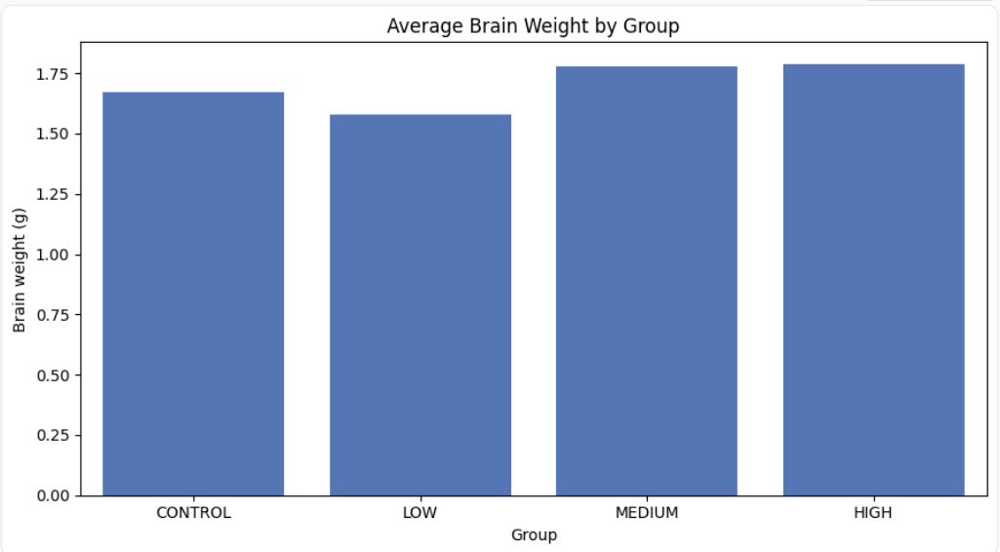 Average Brain Weight by Group
Brain weight (g)
1.75
1.50
1.25
1.00
0.75
0.50
0.25
0.00
CONTROL LOW MEDIUM HIGH
Group